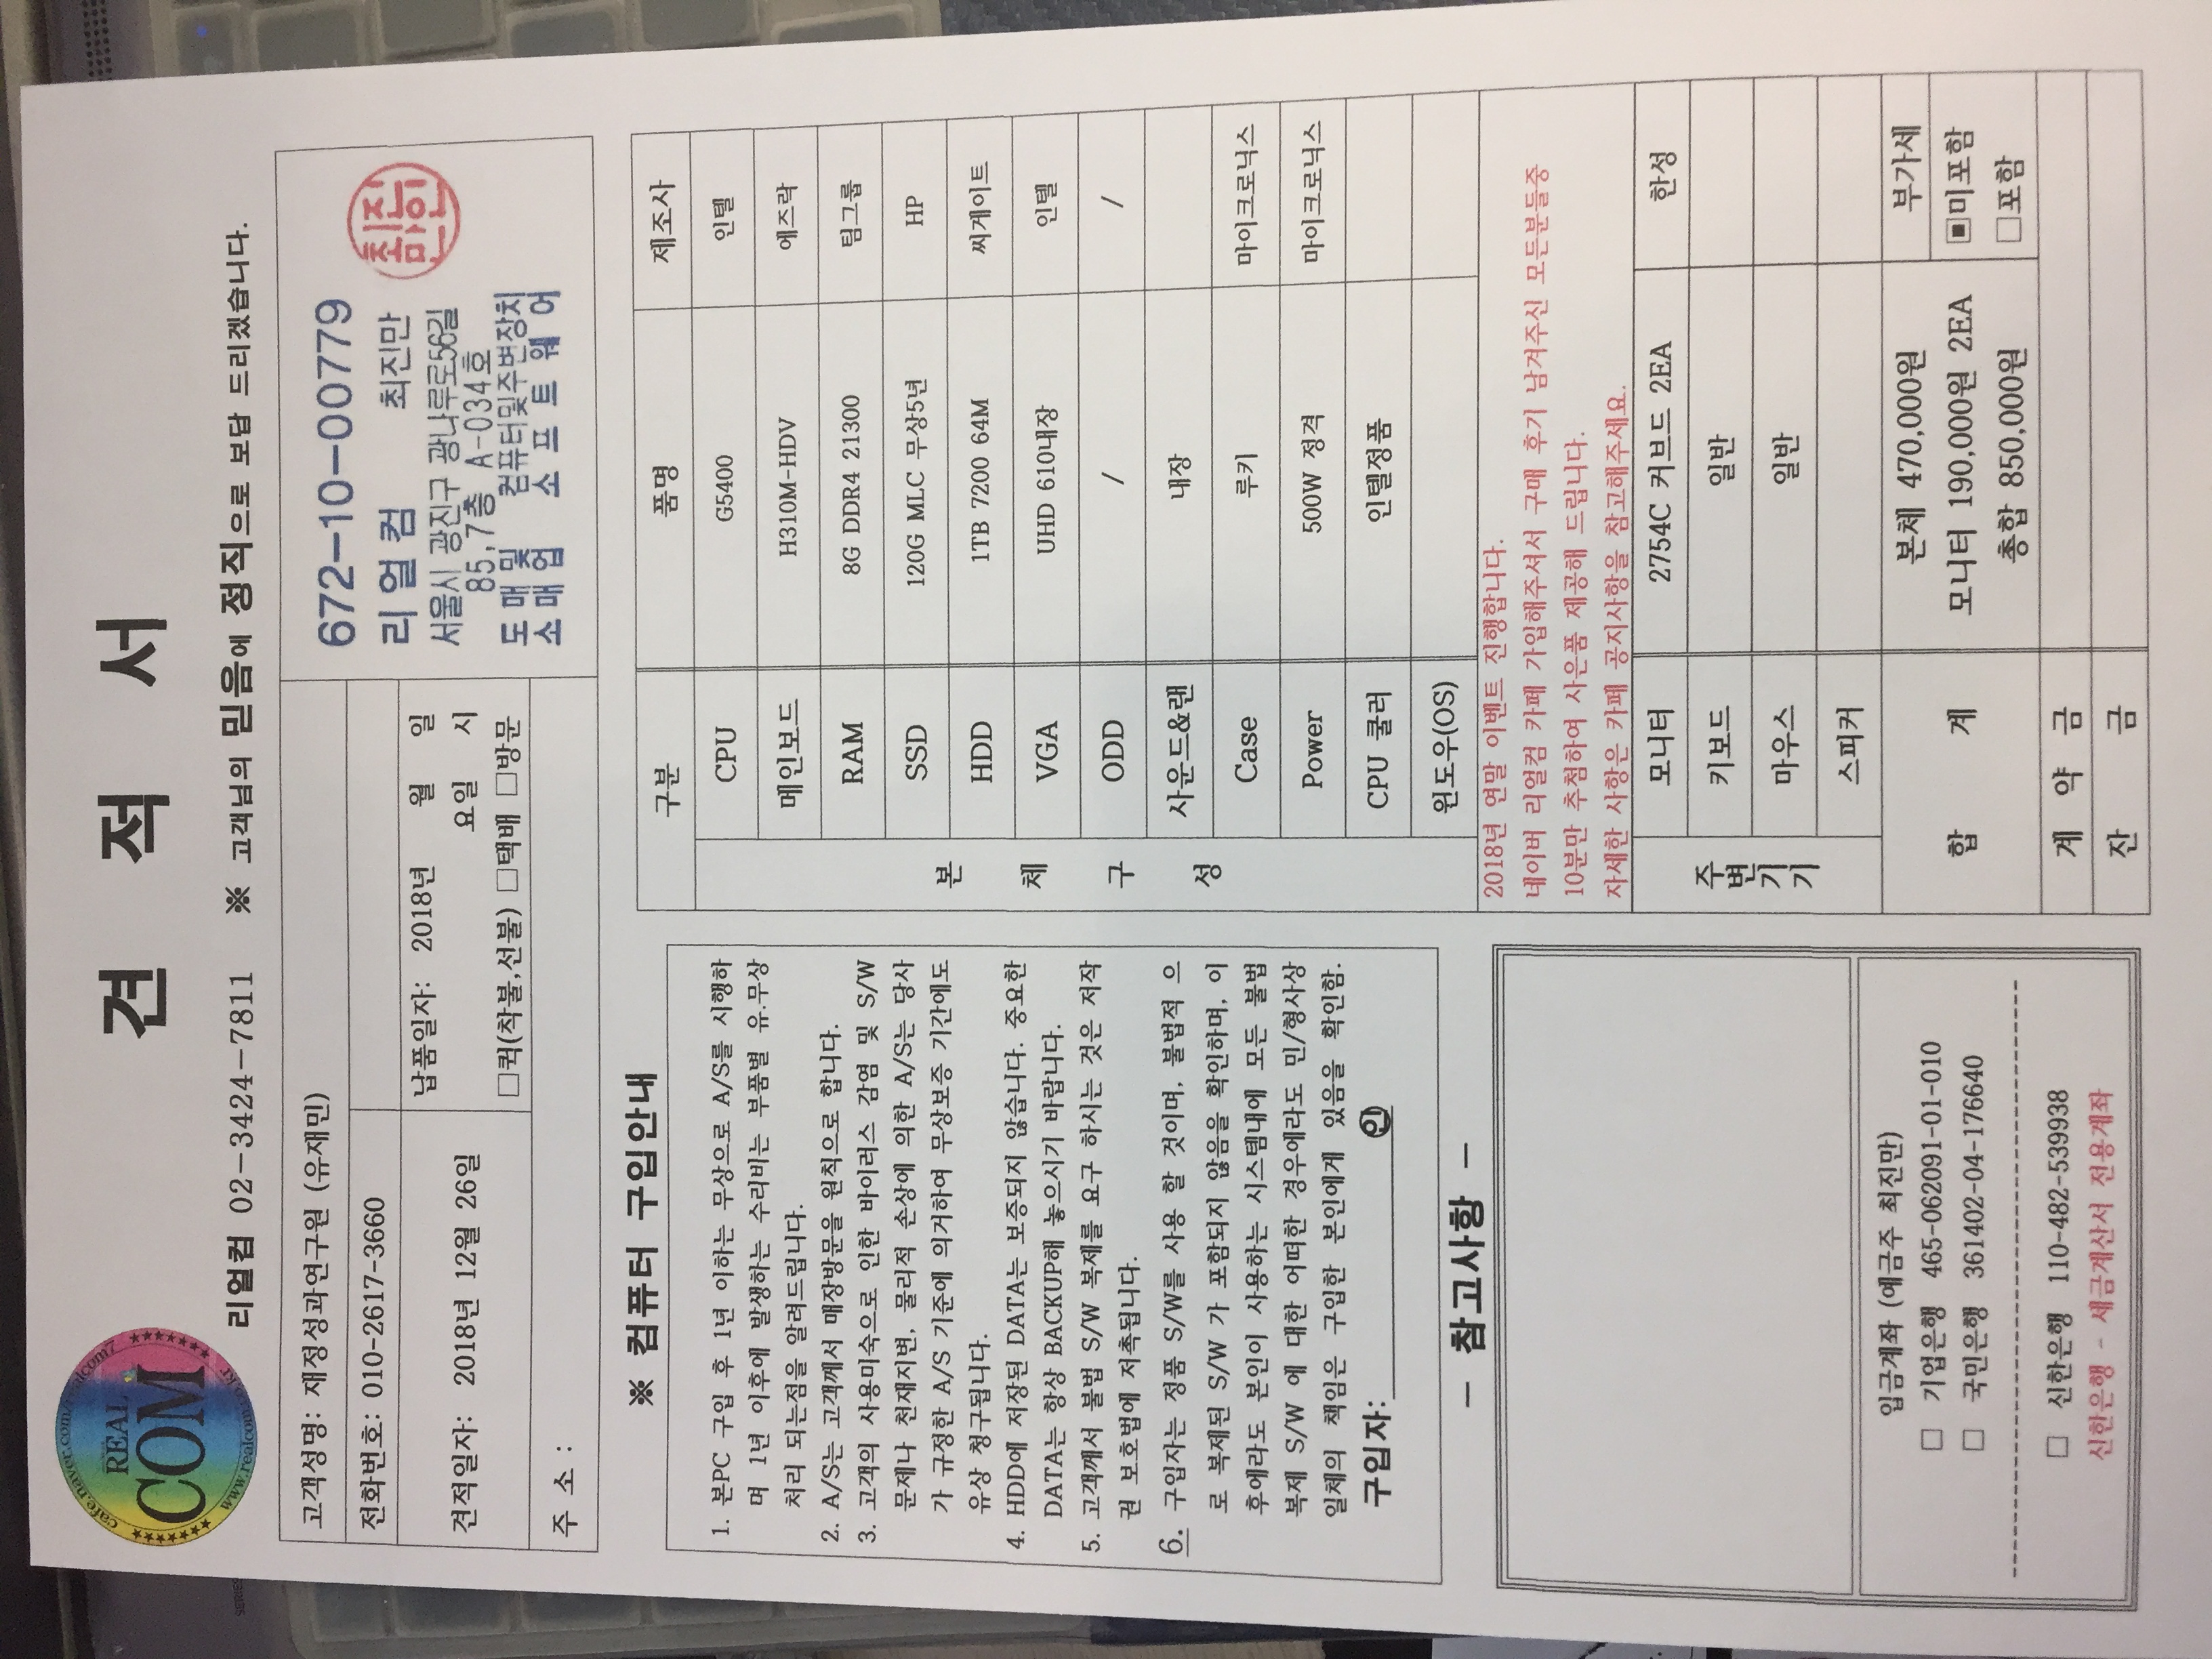 견 적 서
cafe.naver.com/realcom7
REAL
COM
www.realcom.co.kr
리얼컴 02-3424-7811 ※ 고객님의 믿음에 정직으로 보답 드리겠습니다.
고객성명: 재정성과연구원 (유재민)
전화번호: 010-2617-3660
견적일자: 2018년 12월 26일
납품일자: 2018년 월 일
요일 시
□퀵(착불,선불) □택배 □방문
주 소 :
672-10-00779
리얼컴 최진만
서울시 광진구 광나루로56길
85,7층 A-034호
도매및 컴퓨터및주변장치
소매업 소프트웨어
최진만인
※ 컴퓨터 구입안내
1. 본PC 구입 후 1년 이하는 무상으로 A/S를 시행하
며 1년 이후에 발생하는 수리비는 부품별 유.무상
처리 되는점을 알려드립니다.
2. A/S는 고객께서 매장방문을 원칙으로 합니다.
3. 고객의 사용미숙으로 인한 바이러스 감염 및 S/W
문제나 천재지변, 물리적 손상에 의한 A/S는 당사
가 규정한 A/S 기준에 의거하여 무상보증 기간에도
유상 청구됩니다.
4. HDD에 저장된 DATA는 보증되지 않습니다. 중요한
DATA는 항상 BACKUP해 놓으시기 바랍니다.
5. 고객께서 불법 S/W 복제를 요구 하시는 것은 저작
권 보호법에 저촉됩니다.
6. 구입자는 정품 S/W를 사용 할 것이며, 불법적 으
로 복제된 S/W 가 포함되지 않음을 확인하며, 이
후에라도 본인이 사용하는 시스템내에 모든 불법
복제 S/W 에 대한 어떠한 경우에라도 민/형사상
일체의 책임은 구입한 본인에게 있음을 확인함.
구입자: 인
- 참고사항 -
입금계좌 (예금주 최진만)
□ 기업은행 465-062091-01-010
□ 국민은행 361402-04-176640
□ 신한은행 110-482-539938
신한은행 - 세금계산서 전용계좌
구분 품명 제조사
본 체 구 성
CPU G5400 인텔
메인보드 H310M-HDV 에즈락
RAM 8G DDR4 21300 팀그룹
SSD 120G MLC 무상5년 HP
HDD 1TB 7200 64M 씨게이트
VGA UHD 610내장 인텔
ODD / /
사운드&랜 내장
Case 루키 마이크로닉스
Power 500W 정격 마이크로닉스
CPU 쿨러 인텔정품
윈도우(OS)
2018년 연말 이벤트 진행합니다.
네이버 리얼컴 카페 가입해주셔서 구매 후기 남겨주신 모든분들중
10분만 추첨하여 사은품 제공해 드립니다.
자세한 사항은 카페 공지사항을 참고해주세요.
주변기기
모니터 2754C 커브드 2EA 한성
키보드 일반
마우스 일반
스피커
합 계
본체 470,000원
모니터 190,000원 2EA
총합 850,000원
부가세
▣미포함
□포함
계 약 금
잔 금